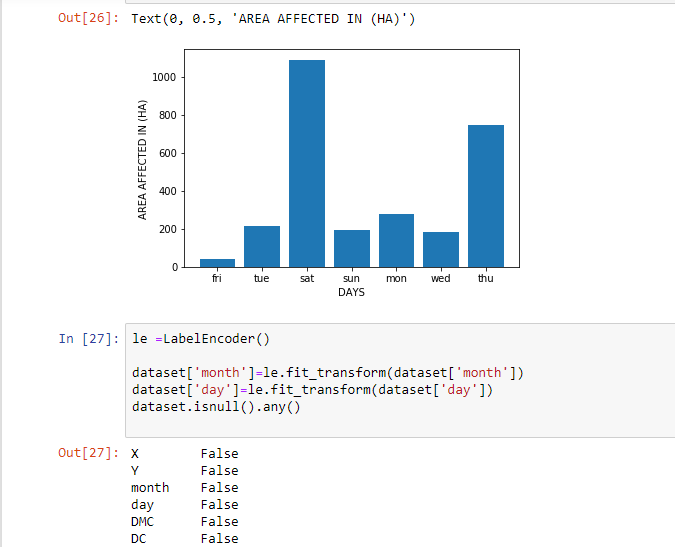 Out[26]: Text(0, 0.5, 'AREA AFFECTED IN (HA)')
1000
800
600
400
200
0
AREA AFFECTED IN (HA)
fri tue sat sun mon wed thu
DAYS
In [27]: le =LabelEncoder()
dataset['month']=le.fit_transform(dataset['month'])
dataset['day']=le.fit_transform(dataset['day'])
dataset.isnull().any()
Out[27]: X False
Y False
month False
day False
DMC False
DC False